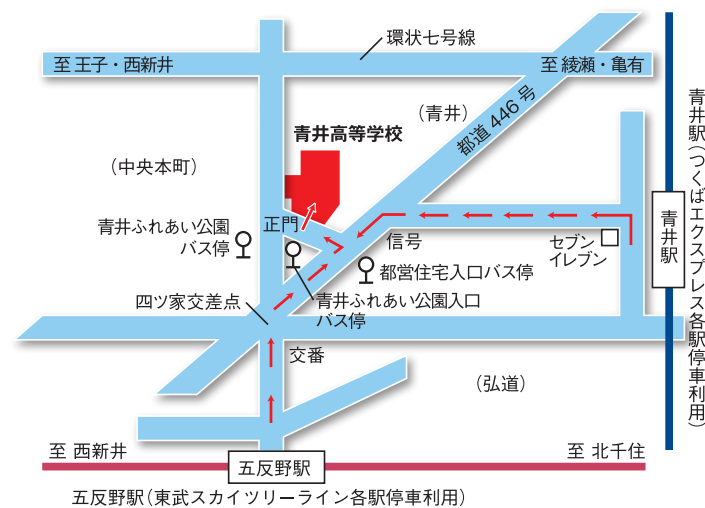 環状七号線
至 王子・西新井
至 綾瀬・亀有
都道 446 号
（青井）
青井高等学校
（中央本町）
青井ふれあい公園
バス停
正門
信号
セブン
イレブン
青井駅
青井駅（つくばエクスプレス各駅停車利用）
都営住宅入口バス停
四ツ家交差点
青井ふれあい公園入口
バス停
交番
（弘道）
至 西新井
五反野駅
至 北千住
五反野駅（東武スカイツリーライン各駅停車利用）